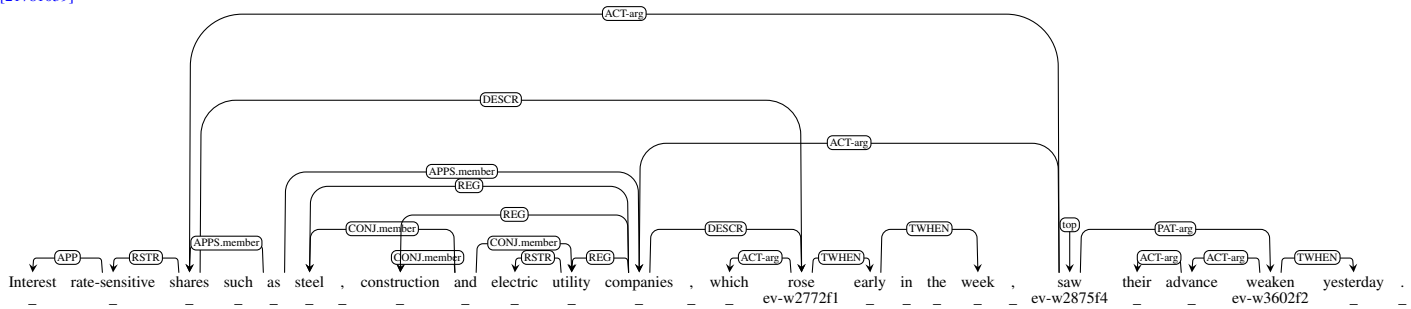 ACT-arg
DESCR
ACT-arg
APPS.member
REG
REG
top
CONJ.member DESCR TWHEN PAT-arg
APPS.member CONJ.member
APP RSTR CONJ.member RSTR REG ACT-arg TWHEN ACT-arg ACT-arg TWHEN
Interest rate-sensitive shares such as steel , construction and electric utility companies , which rose early in the week , saw their advance weaken yesterday .
_ _ _ _ _ _ _ _ _ _ _ _ _ _ ev-w2772f1 _ _ _ _ _ ev-w2875f4 _ _ ev-w3602f2 _ _